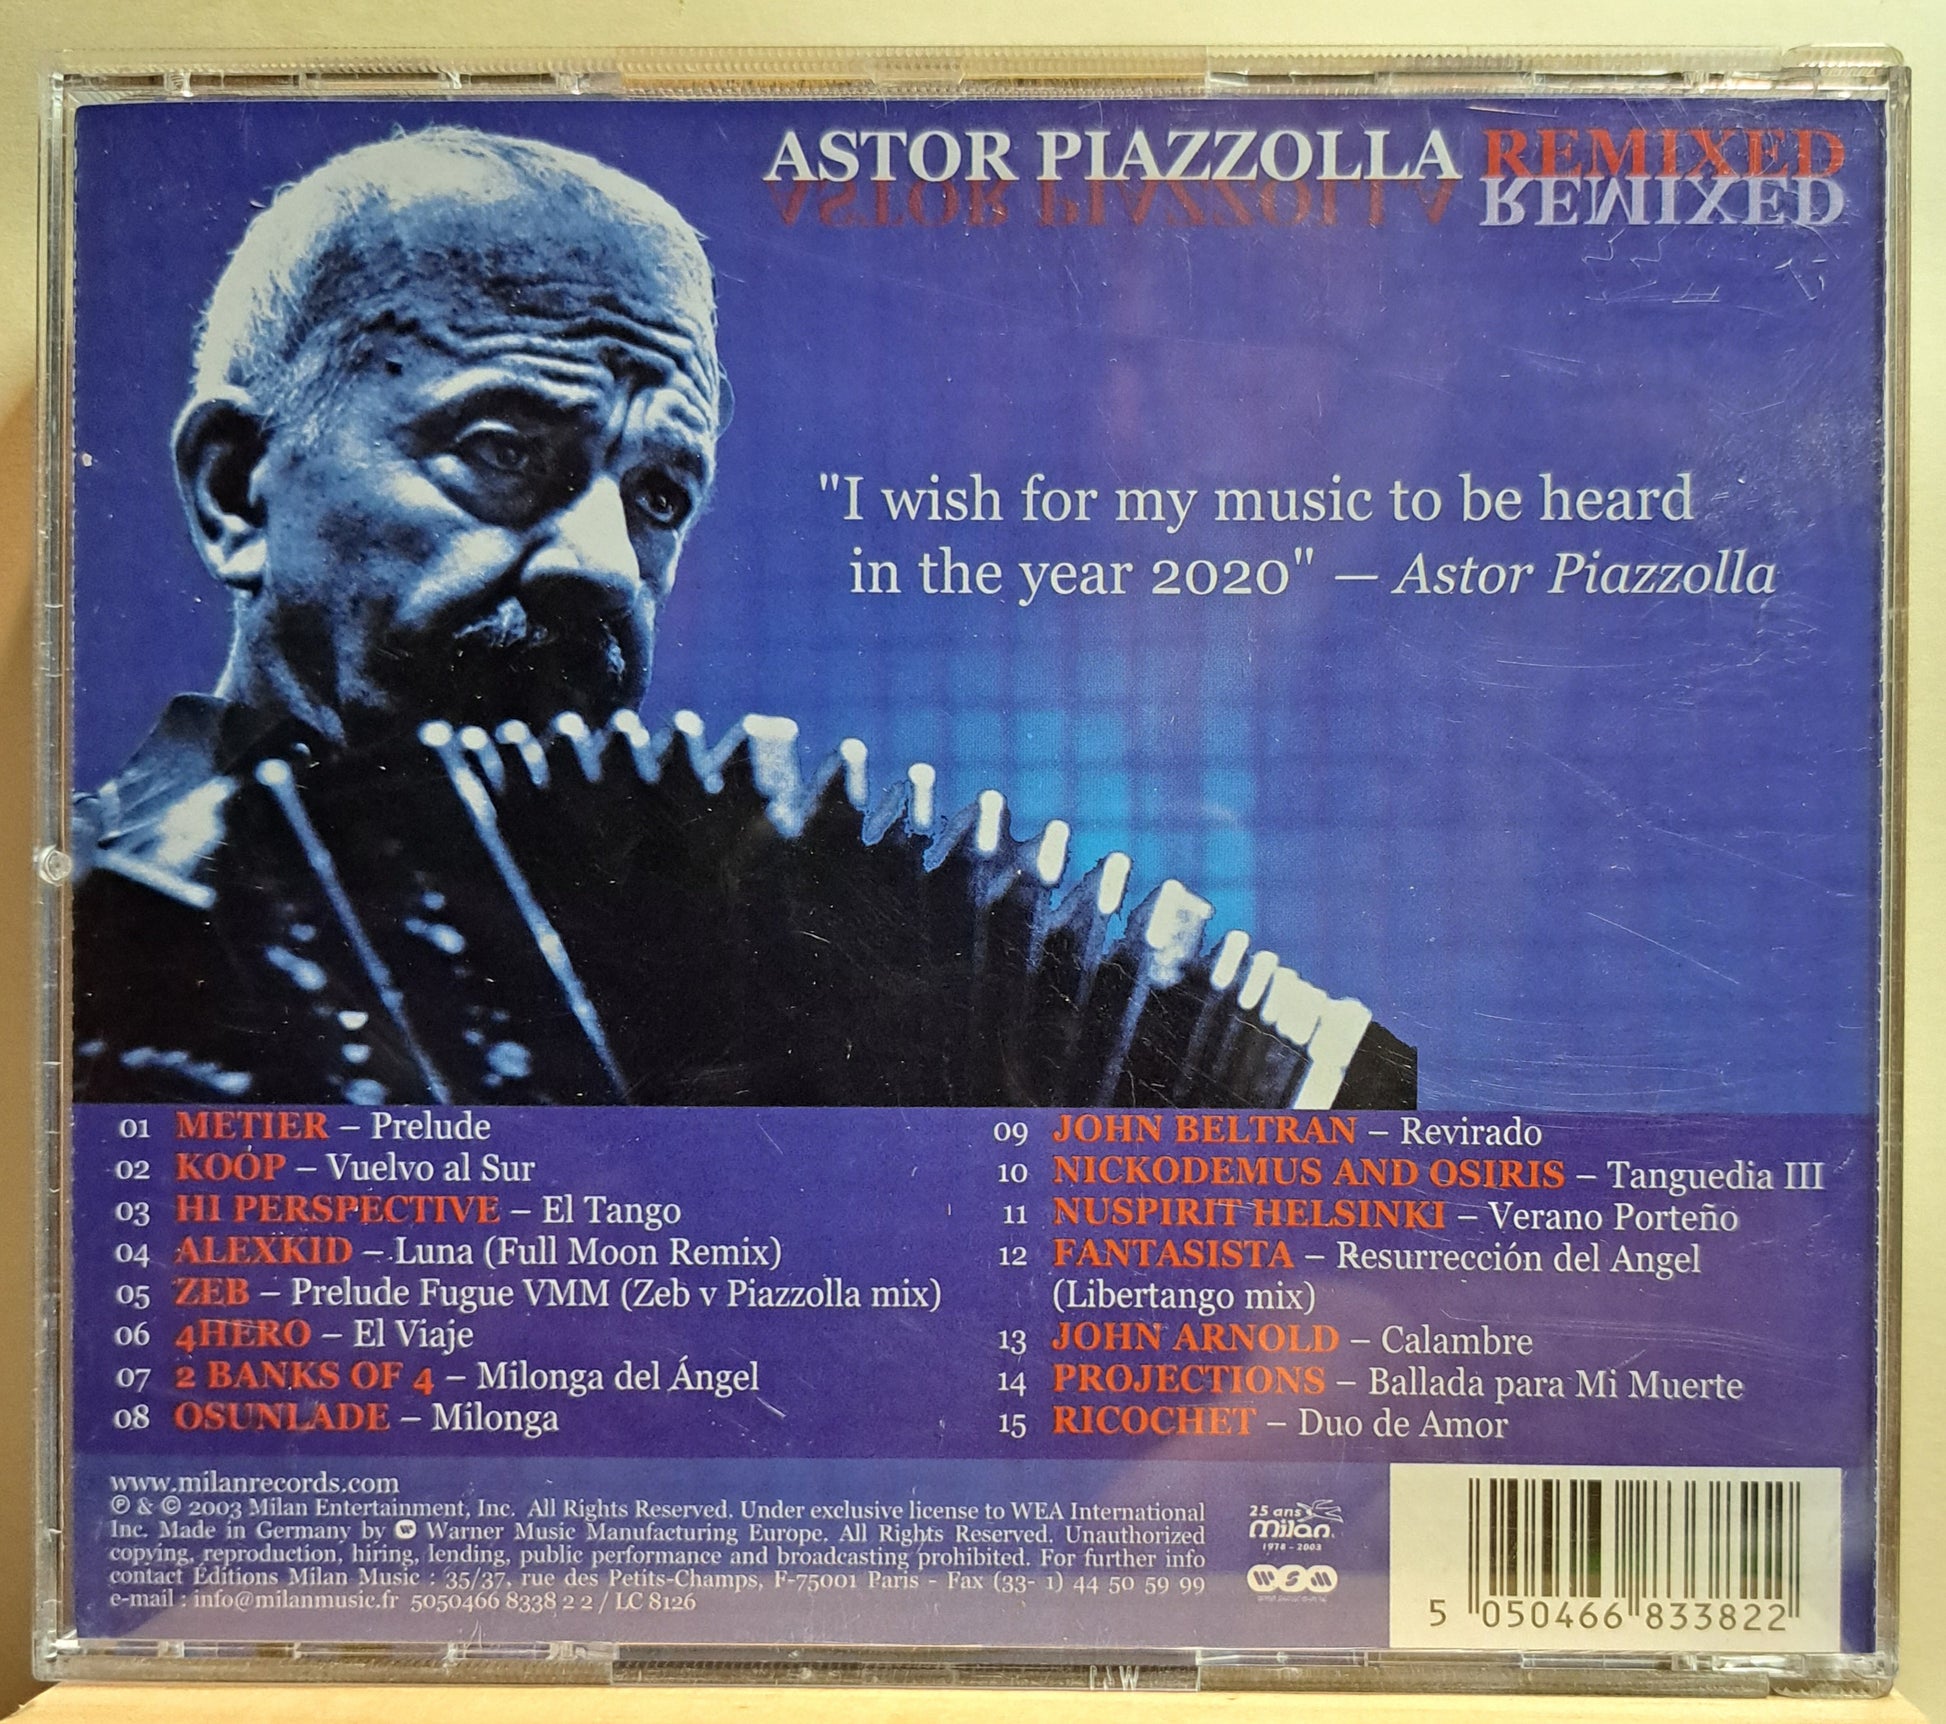 ASTOR PIAZZOLLA REMIXED
ASTOR PIAZZOLLA REMIXED
"I wish for my music to be heard
in the year 2020" — Astor Piazzolla
01 METIER – Prelude
02 KOÓP – Vuelvo al Sur
03 HI PERSPECTIVE – El Tango
04 ALEXKID – Luna (Full Moon Remix)
05 ZEB – Prelude Fugue VMM (Zeb v Piazzolla mix)
06 4HERO – El Viaje
07 2 BANKS OF 4 – Milonga del Ángel
08 OSUNLADE – Milonga
09 JOHN BELTRAN – Revirado
10 NICKODEMUS AND OSIRIS – Tanguedia III
11 NUSPIRIT HELSINKI – Verano Porteño
12 FANTASISTA – Resurrección del Angel
(Libertango mix)
13 JOHN ARNOLD – Calambre
14 PROJECTIONS – Ballada para Mi Muerte
15 RICOCHET – Duo de Amor
www.milanrecords.com
℗ & © 2003 Milan Entertainment, Inc. All Rights Reserved. Under exclusive license to WEA International
Inc. Made in Germany by Warner Music Manufacturing Europe. All Rights Reserved. Unauthorized
copying, reproduction, hiring, lending, public performance and broadcasting prohibited. For further info
contact Éditions Milan Music : 35/37, rue des Petits-Champs, F-75001 Paris - Fax (33- 1) 44 50 59 99
e-mail : info@milanmusic.fr 5050466 8338 2 2 / LC 8126
25 ans
milan
1978 - 2003
WSM
5 050466 833822